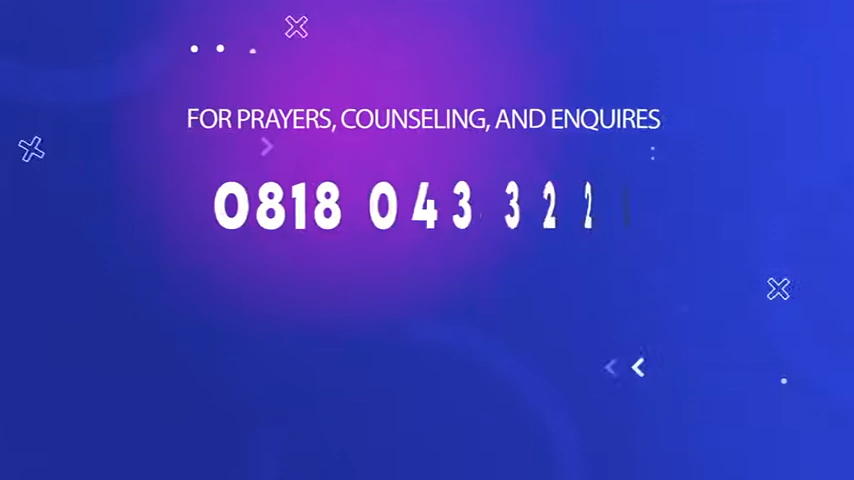 FOR PRAYERS, COUNSELING, AND ENQUIRES
0818 043 322